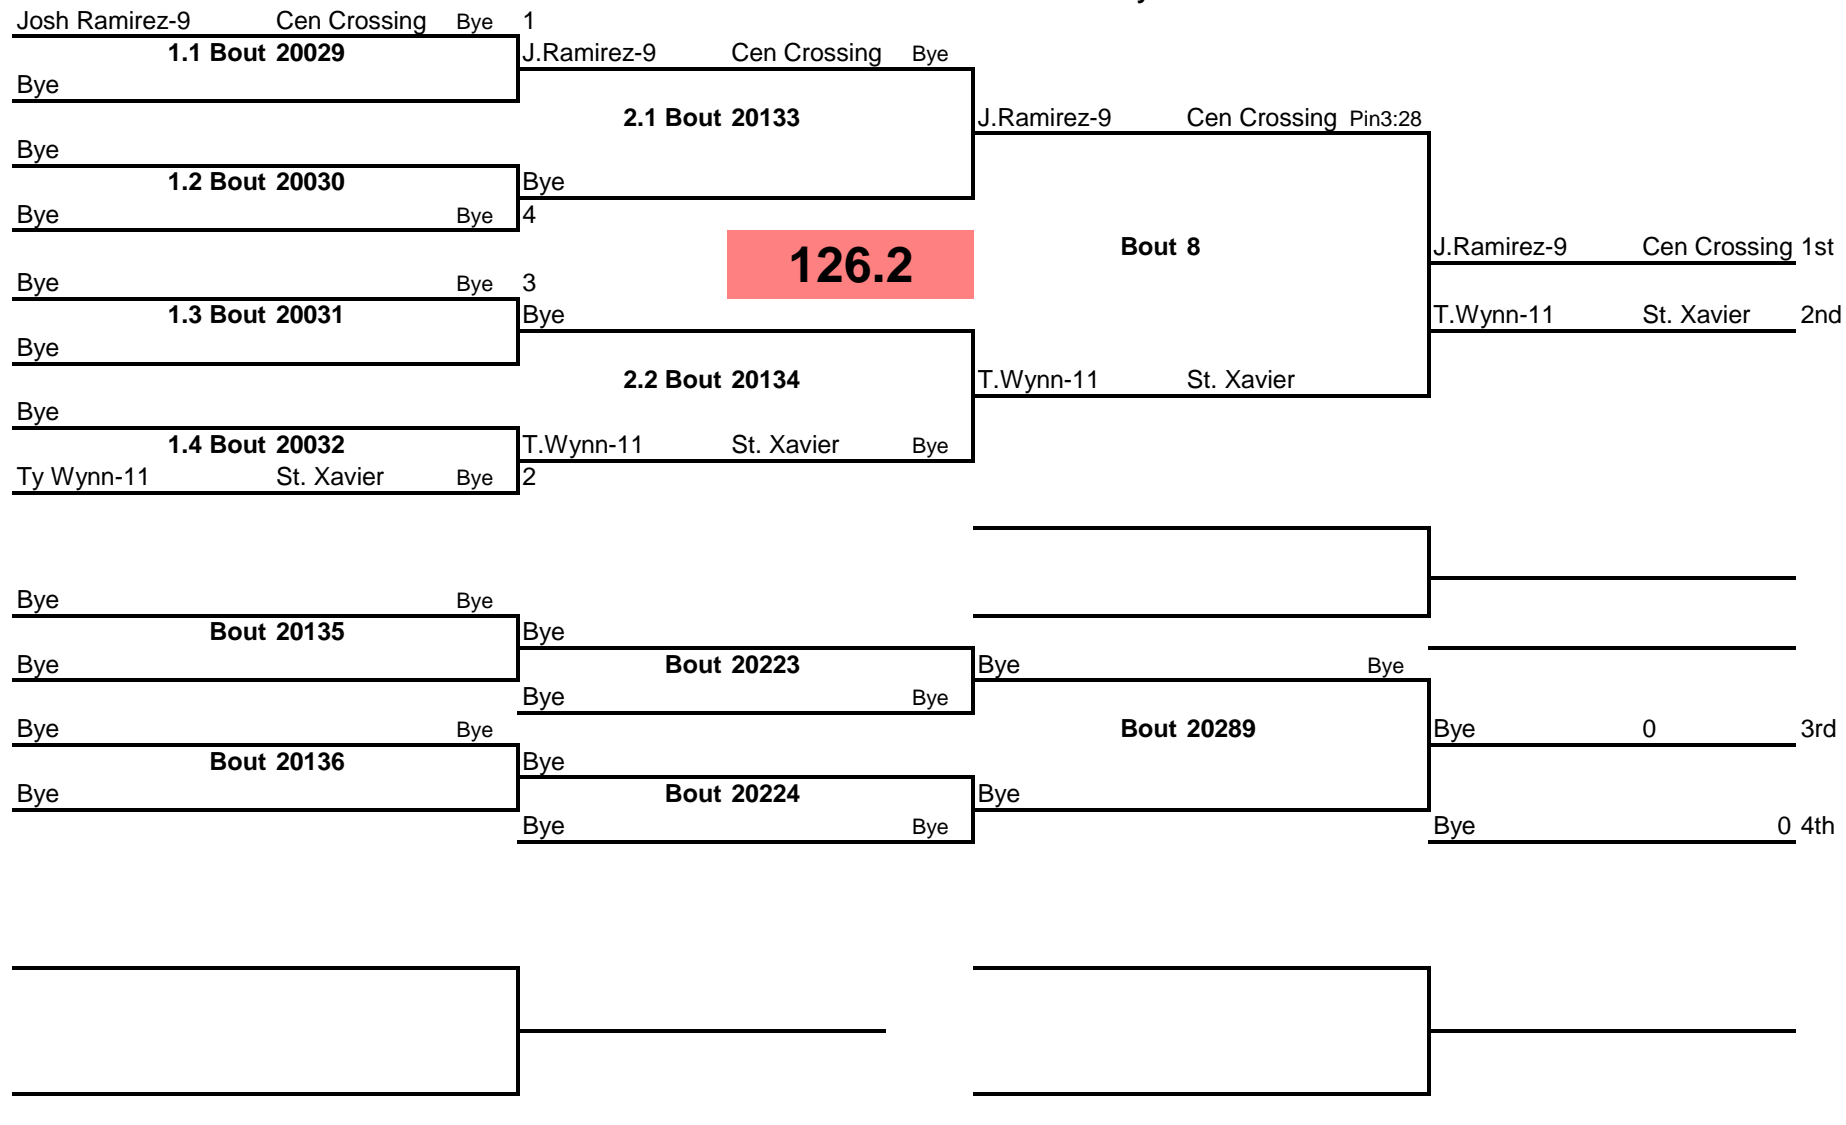 Josh Ramirez-9 Cen Crossing Bye 1
1.1 Bout 20029 J.Ramirez-9 Cen Crossing Bye
Bye
2.1 Bout 20133 J.Ramirez-9 Cen Crossing Pin3:28
Bye
1.2 Bout 20030 Bye
Bye Bye 4
126.2 Bout 8 J.Ramirez-9 Cen Crossing 1st
Bye Bye 3
1.3 Bout 20031 Bye T.Wynn-11 St. Xavier 2nd
Bye
2.2 Bout 20134 T.Wynn-11 St. Xavier
Bye
1.4 Bout 20032 T.Wynn-11 St. Xavier Bye
Ty Wynn-11 St. Xavier Bye 2
Bye Bye
Bout 20135 Bye
Bye Bout 20223 Bye Bye
Bye Bye
Bye Bye Bout 20289 Bye 0 3rd
Bout 20136 Bye
Bye Bout 20224 Bye
Bye Bye Bye 0 4th